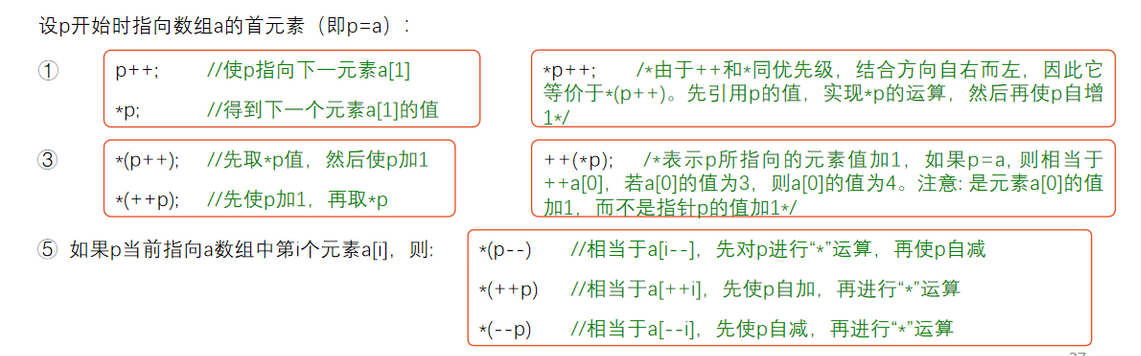 设p开始时指向数组a的首元素（即p=a）:
①
p++; //使p指向下一元素a[1]
*p; //得到下一个元素a[1]的值
*p++; /*由于++和*同优先级，结合方向自右而左，因此它
等价于*(p++)。先引用p的值，实现*p的运算，然后再使p自增
1*/
③
*(p++); //先取*p值，然后使p加1
*(++p); //先使p加1，再取*p
++(*p); /*表示p所指向的元素值加1，如果p=a, 则相当于
++a[0]，若a[0]的值为3，则a[0]的值为4。注意: 是元素a[0]的值
加1，而不是指针p的值加1*/
⑤ 如果p当前指向a数组中第i个元素a[i]，则:
*(p--) //相当于a[i--]，先对p进行“*”运算，再使p自减
*(++p) //相当于a[++i]，先使p自加，再进行“*”运算
*(--p) //相当于a[--i]，先使p自减，再进行“*”运算